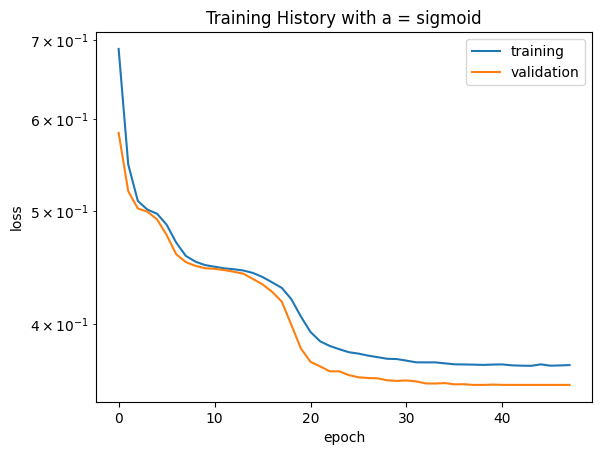 Training History with a = sigmoid
7 × 10⁻¹
6 × 10⁻¹
5 × 10⁻¹
4 × 10⁻¹
loss
training
validation
0 10 20 30 40
epoch